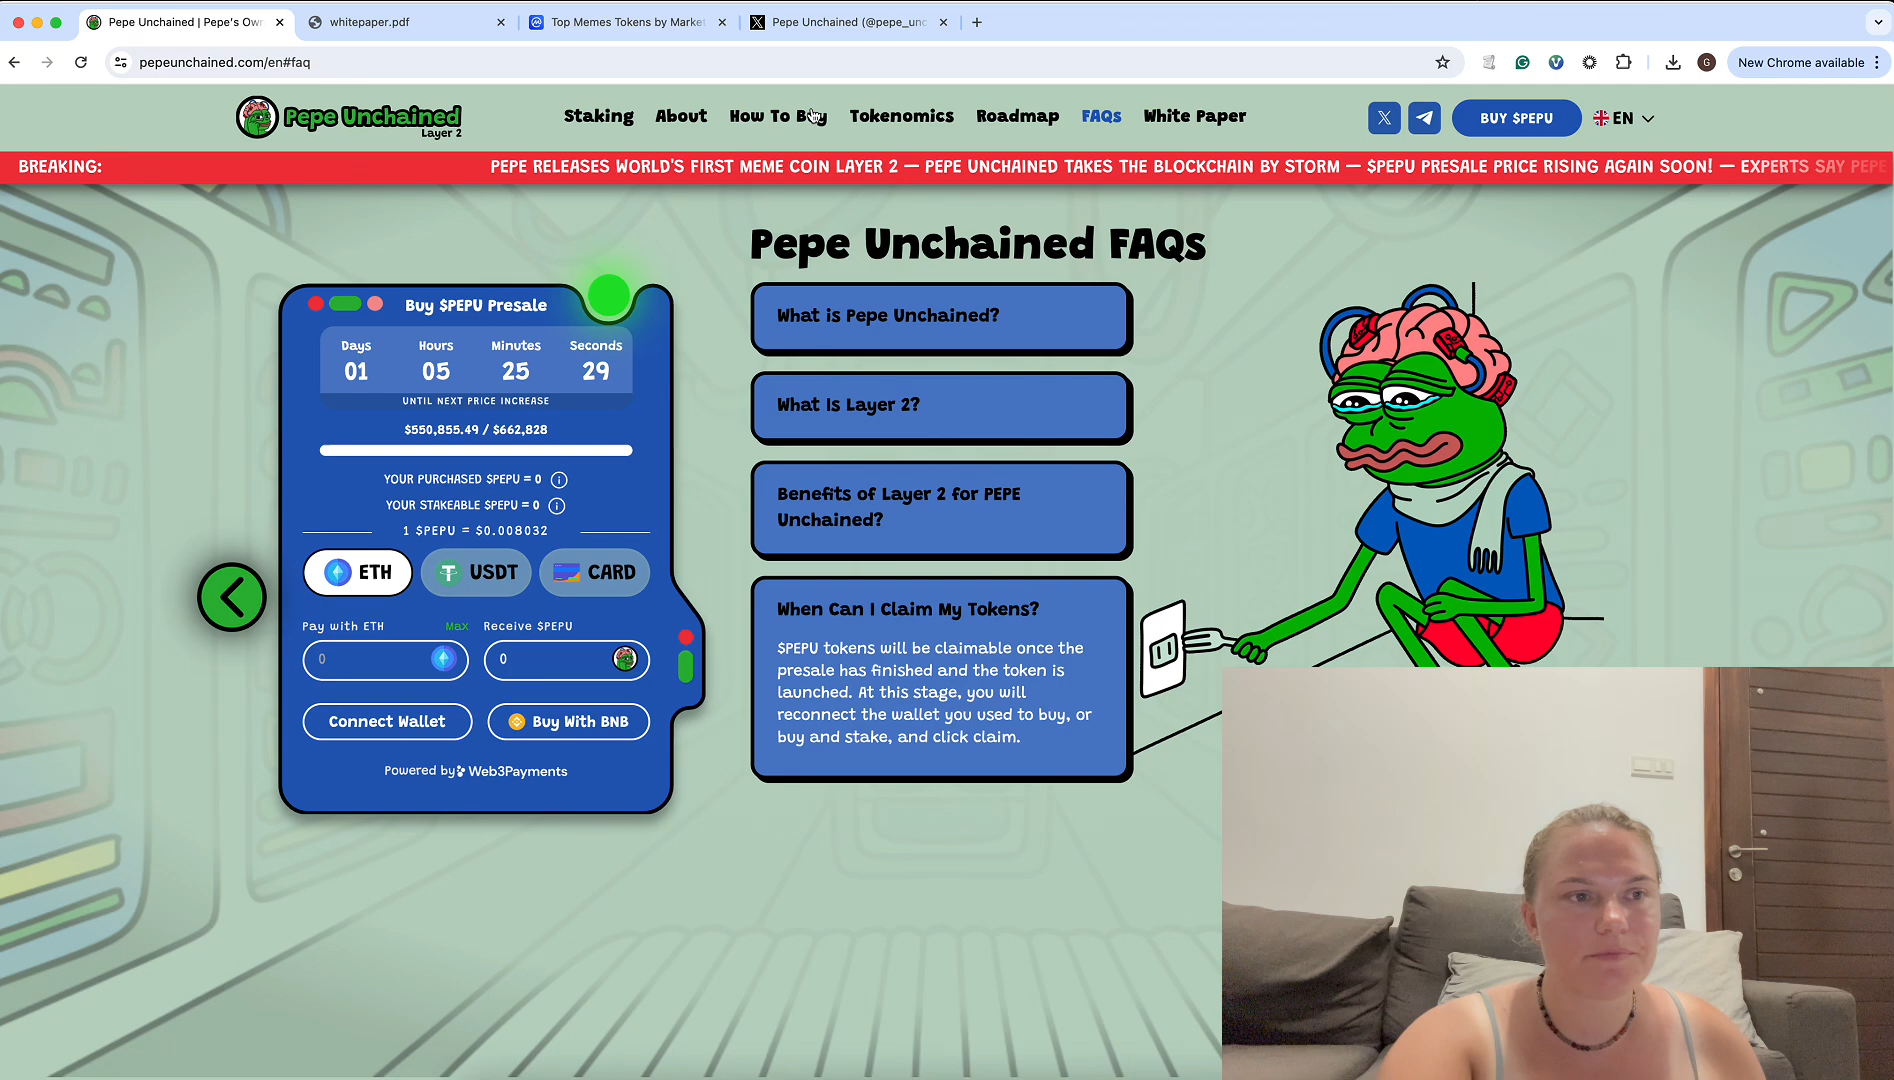 Pepe Unchained | Pepe's Own
whitepaper.pdf
Top Memes Tokens by Market
Pepe Unchained (@pepe_unc
pepeunchained.com/en#faq
G
New Chrome available
Pepe Unchained
Layer 2
Staking
About
How To Buy
Tokenomics
Roadmap
FAQs
White Paper
BUY $PEPU
EN
BREAKING:
PEPE RELEASES WORLD'S FIRST MEME COIN LAYER 2 — PEPE UNCHAINED TAKES THE BLOCKCHAIN BY STORM — $PEPU PRESALE PRICE RISING AGAIN SOON! — EXPERTS SAY PEPE
Buy $PEPU Presale
Days Hours Minutes Seconds
01 05 25 29
UNTIL NEXT PRICE INCREASE
$550,855.49 / $662,828
YOUR PURCHASED $PEPU = 0
YOUR STAKEABLE $PEPU = 0
1 $PEPU = $0.008032
ETH
USDT
CARD
Pay with ETH Max Receive $PEPU
0
0
Connect Wallet
Buy With BNB
Powered by Web3Payments
Pepe Unchained FAQs
What is Pepe Unchained?
What Is Layer 2?
Benefits of Layer 2 for PEPE
Unchained?
When Can I Claim My Tokens?
$PEPU tokens will be claimable once the
presale has finished and the token is
launched. At this stage, you will
reconnect the wallet you used to buy, or
buy and stake, and click claim.